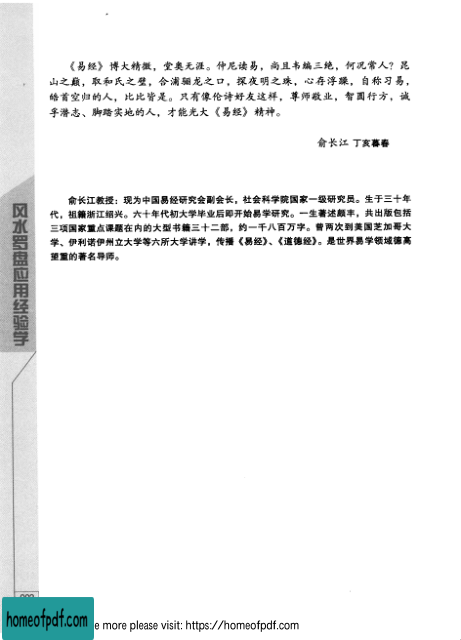 《易经》博大精微，堂奥无涯。仲尼读易，尚且韦编三绝，何况常人？昆
山之巅，取和氏之璧，合浦骊龙之口，探夜明之珠，心存浮躁，自称习易，
皓首空归的人，比比皆是。只有像伦诗好友这样，尊师敬业，智圆行方，诚
孚潜志、脚踏实地的人，才能光大《易经》精神。
俞长江 丁亥暮春
俞长江教授：现为中国易经研究会副会长，社会科学院国家一级研究员。生于三十年
代，祖籍浙江绍兴。六十年代初大学毕业后即开始易学研究。一生著述颇丰，共出版包括
三项国家重点课题在内的大型书籍三十二部，约一千八百万字。曾两次到美国芝加哥大
学、伊利诺伊州立大学等六所大学讲学，传播《易经》、《道德经》。是世界易学领域德高
望重的著名导师。
风水罗盘应用经验学
homeofpdf.com
e more please visit: https://homeofpdf.com